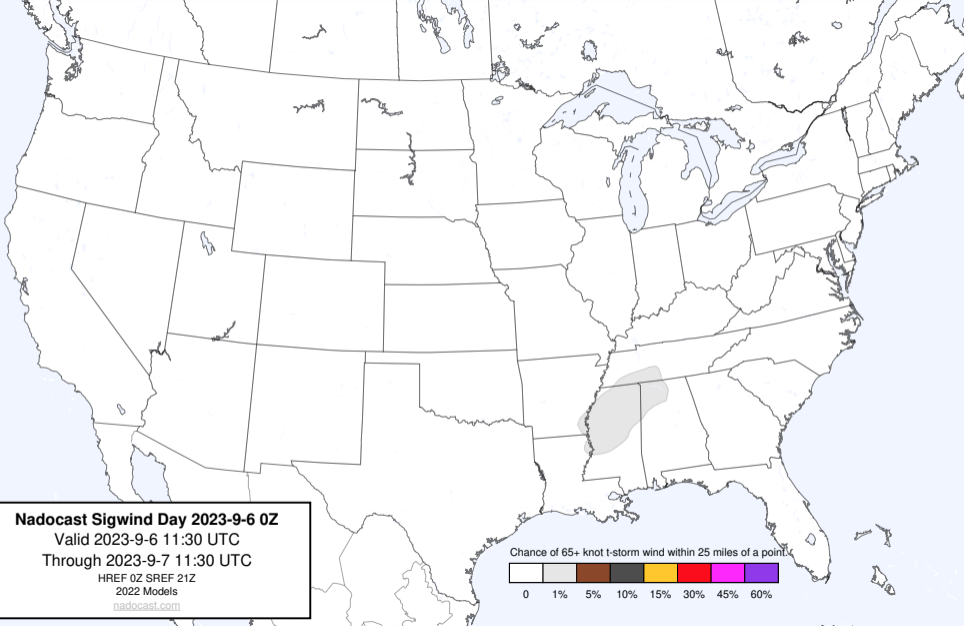 Nadocast Sigwind Day 2023-9-6 0Z
Valid 2023-9-6 11:30 UTC
Through 2023-9-7 11:30 UTC
HREF 0Z SREF 21Z
2022 Models
nadocast.com
Chance of 65+ knot t-storm wind within 25 miles of a point.
0 1% 5% 10% 15% 30% 45% 60%